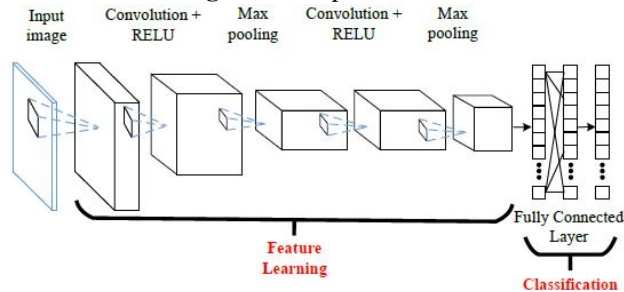 Input image
Convolution + RELU
Max pooling
Convolution + RELU
Max pooling
Fully Connected
Layer
Feature
Learning
Classification